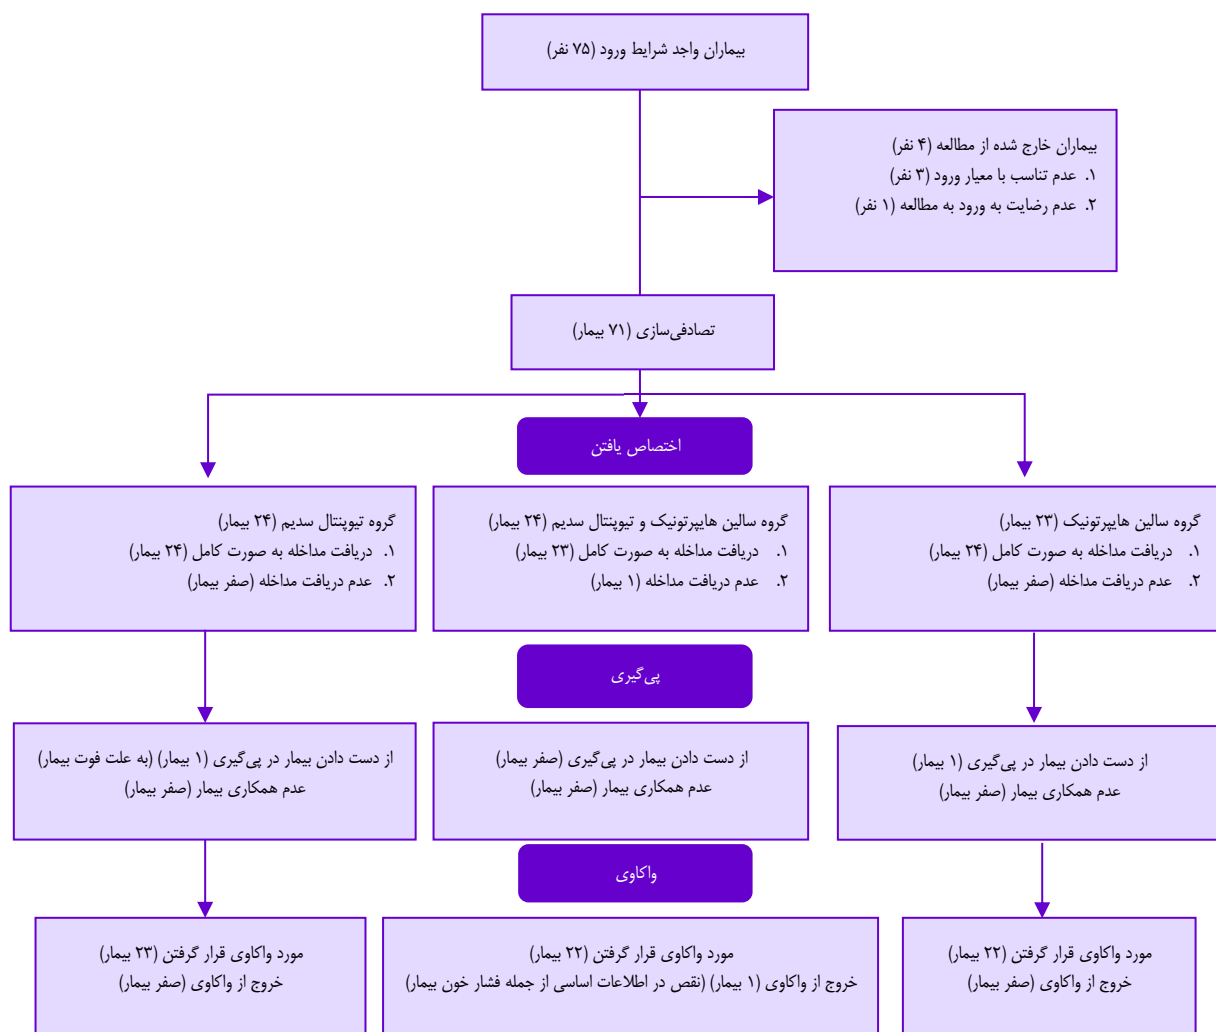 بیماران واجد شرایط ورود (۷۵ نفر)
بیماران خارج شده از مطالعه (۴ نفر)
۱. عدم تناسب با معیار ورود (۳ نفر)
۲. عدم رضایت به ورود به مطالعه (۱ نفر)
تصادفی‌سازی (۷۱ بیمار)
اختصاص یافتن
گروه سالین هایپرتونیک (۲۳ بیمار)
۱. دریافت مداخله به صورت کامل (۲۴ بیمار)
۲. عدم دریافت مداخله (صفر بیمار)
گروه سالین هایپرتونیک و تیوپنتال سدیم (۲۴ بیمار)
۱. دریافت مداخله به صورت کامل (۲۳ بیمار)
۲. عدم دریافت مداخله (۱ بیمار)
گروه تیوپنتال سدیم (۲۴ بیمار)
۱. دریافت مداخله به صورت کامل (۲۴ بیمار)
۲. عدم دریافت مداخله (صفر بیمار)
پی‌گیری
از دست دادن بیمار در پی‌گیری (۱ بیمار)
عدم همکاری بیمار (صفر بیمار)
از دست دادن بیمار در پی‌گیری (صفر بیمار)
عدم همکاری بیمار (صفر بیمار)
از دست دادن بیمار در پی‌گیری (۱ بیمار) (به علت فوت بیمار)
عدم همکاری بیمار (صفر بیمار)
واکاوی
مورد واکاوی قرار گرفتن (۲۲ بیمار)
خروج از واکاوی (صفر بیمار)
مورد واکاوی قرار گرفتن (۲۲ بیمار)
خروج از واکاوی (۱ بیمار) (نقص در اطلاعات اساسی از جمله فشار خون بیمار)
مورد واکاوی قرار گرفتن (۲۳ بیمار)
خروج از واکاوی (صفر بیمار)